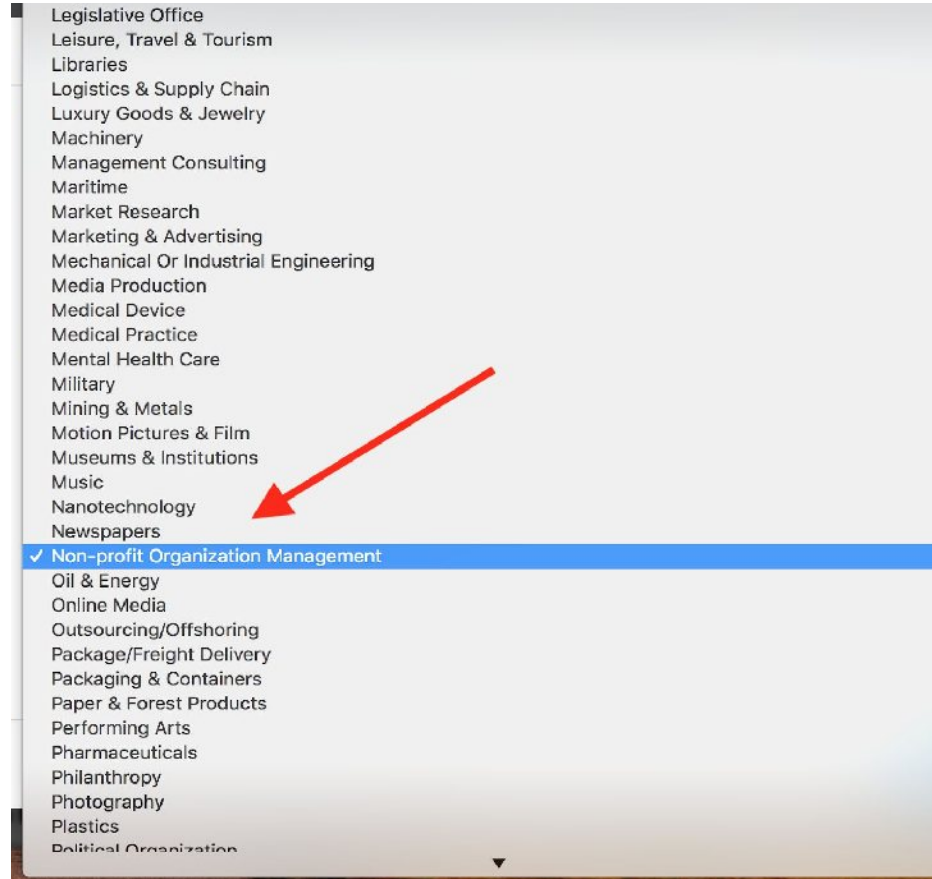 Legislative Office
Leisure, Travel & Tourism
Libraries
Logistics & Supply Chain
Luxury Goods & Jewelry
Machinery
Management Consulting
Maritime
Market Research
Marketing & Advertising
Mechanical Or Industrial Engineering
Media Production
Medical Device
Medical Practice
Mental Health Care
Military
Mining & Metals
Motion Pictures & Film
Museums & Institutions
Music
Nanotechnology
Newspapers
✓ Non-profit Organization Management
Oil & Energy
Online Media
Outsourcing/Offshoring
Package/Freight Delivery
Packaging & Containers
Paper & Forest Products
Performing Arts
Pharmaceuticals
Philanthropy
Photography
Plastics
Political Organization